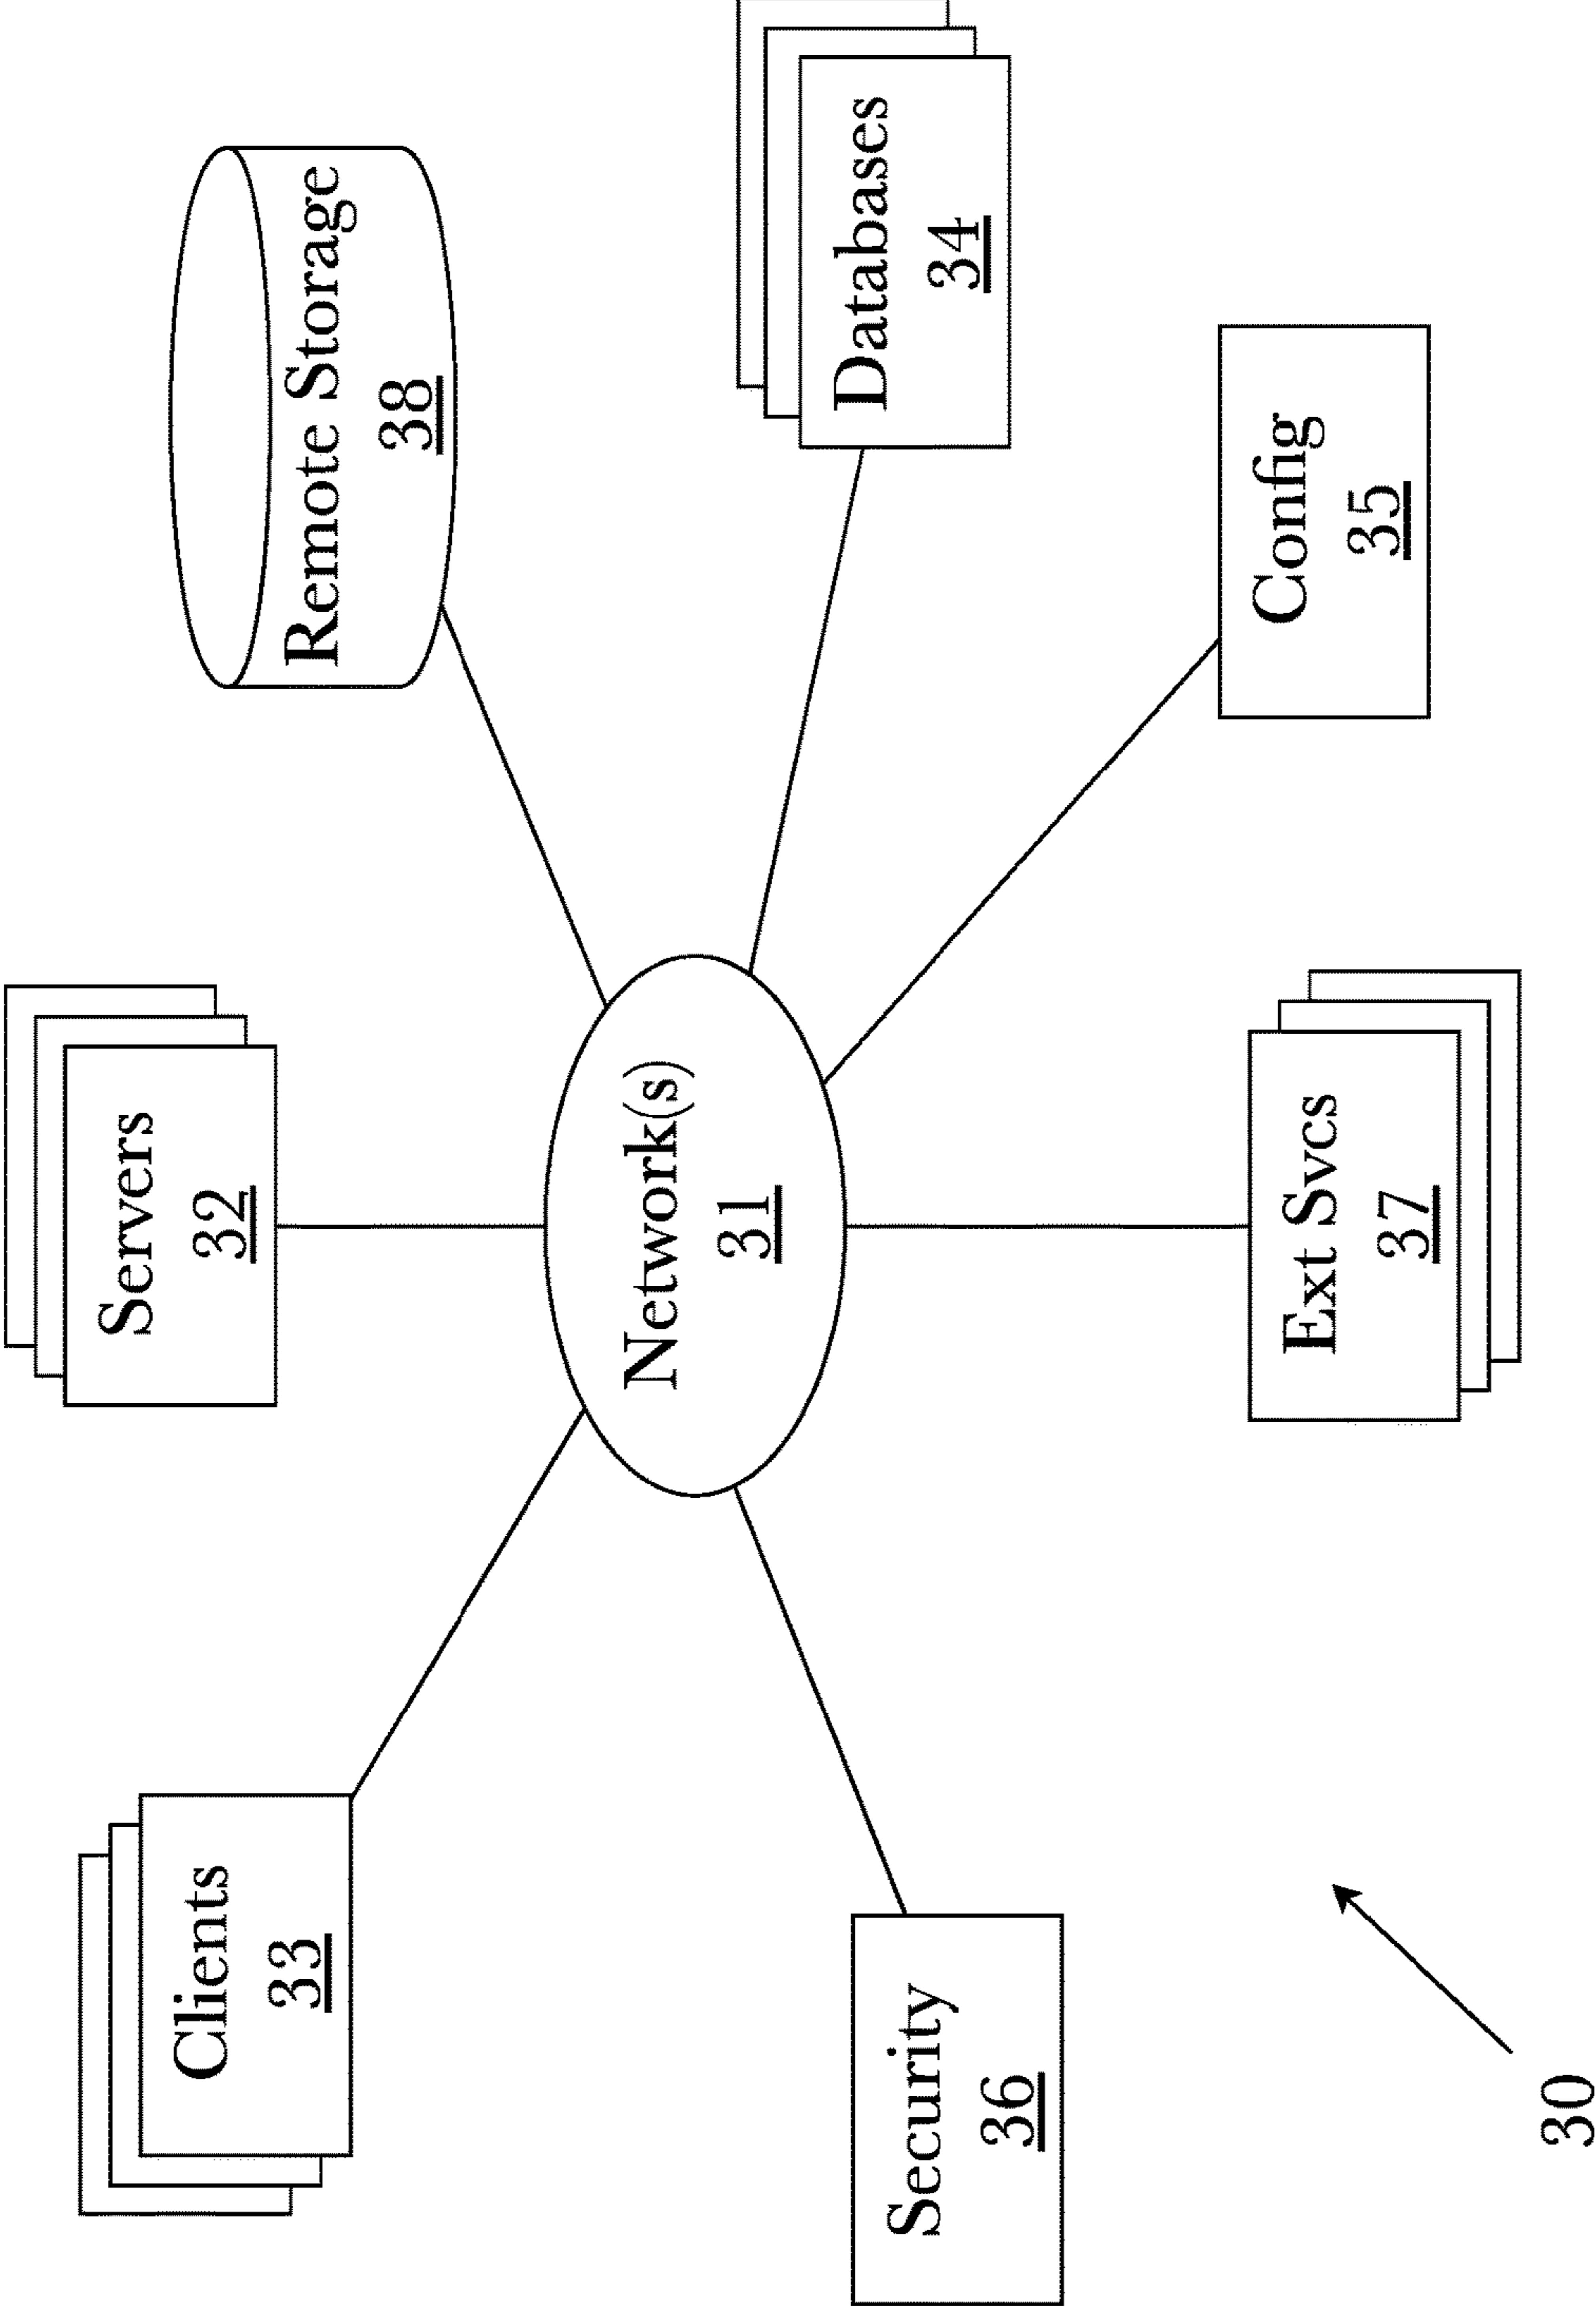 Servers
32
Clients
33
Remote Storage
38
Network(s)
31
Databases
34
Security
36
Ext Svcs
37
Config
35
30